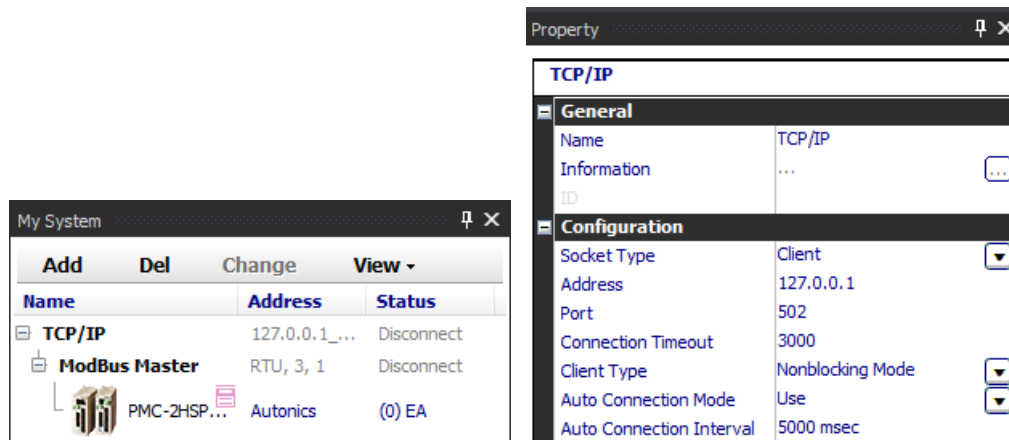 My System
Add Del Change View
Name Address Status
TCP/IP 127.0.0.1_... Disconnect
ModBus Master RTU, 3, 1 Disconnect
PMC-2HSP... Autonics (0) EA
Property
TCP/IP
General
Name TCP/IP
Information ...
ID
Configuration
Socket Type Client
Address 127.0.0.1
Port 502
Connection Timeout 3000
Client Type Nonblocking Mode
Auto Connection Mode Use
Auto Connection Interval 5000 msec